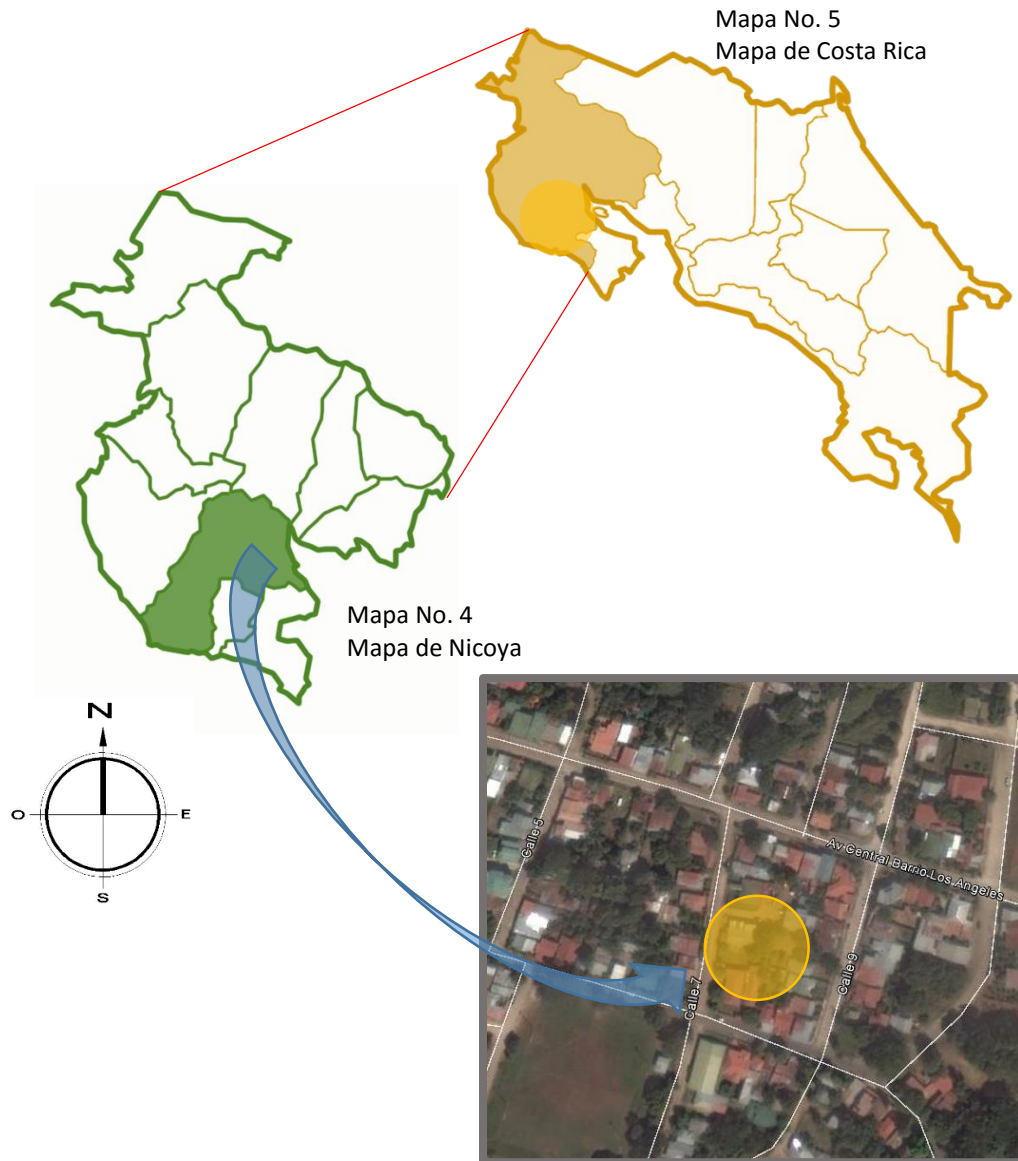 Mapa No. 5
Mapa de Costa Rica
Mapa No. 4
Mapa de Nicoya
N
O
E
S
Calle 5
Av Central Barrio Los Angeles
Calle 9
Calle 7